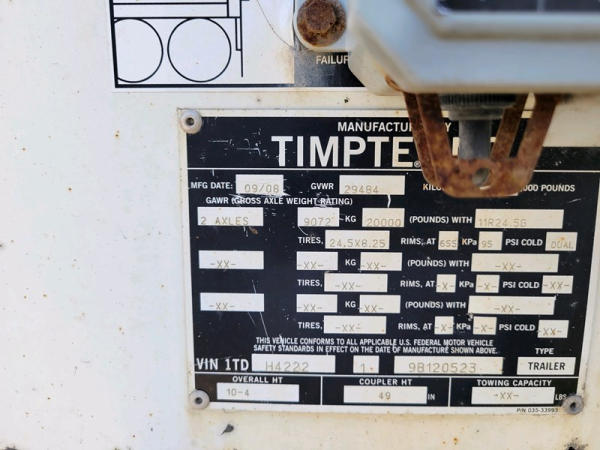 FAILUR
MANUFACTU Y
TIMPTE
MFG DATE: 09/08 GVWR 29484 KILO 000 POUNDS
GAWR (GROSS AXLE WEIGHT RATING)
2 AXLES 9072 KG 20000 (POUNDS) WITH 11R24.5G
TIRES, 24.5X8.25 RIMS, AT 655 KPa 95 PSI COLD DUAL
-XX- -XX- KG -XX- (POUNDS) WITH -XX-
TIRES, -XX- RIMS, AT -X- KPa -X- PSI COLD -XX-
-XX- -XX- KG -XX- (POUNDS) WITH -XX-
TIRES, -XX- RIMS, AT -X- KPa -X- PSI COLD -XX-
THIS VEHICLE CONFORMS TO ALL APPLICABLE U.S. FEDERAL MOTOR VEHICLE
SAFETY STANDARDS IN EFFECT ON THE DATE OF MANUFACTURE SHOWN ABOVE. TYPE
VIN 1TD H4222 1 9B120523 TRAILER
OVERALL HT COUPLER HT TOWING CAPACITY
10-4 49 IN -XX- LBS
P/N 035-33993